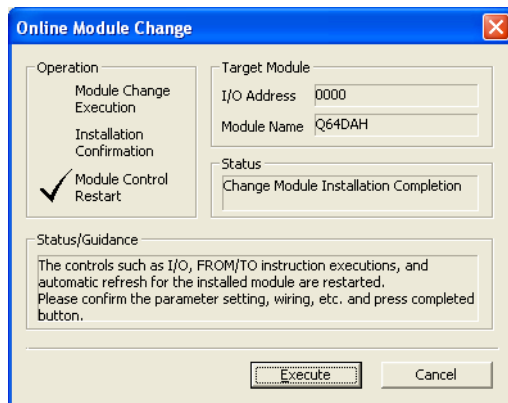 Online Module Change
Operation
Module Change
Execution
Installation
Confirmation
Module Control
Restart
Target Module
I/O Address
0000
Module Name
Q64DAH
Status
Change Module Installation Completion
Status/Guidance
The controls such as I/O, FROM/TO instruction executions, and
automatic refresh for the installed module are restarted.
Please confirm the parameter setting, wiring, etc. and press completed
button.
Execute
Cancel